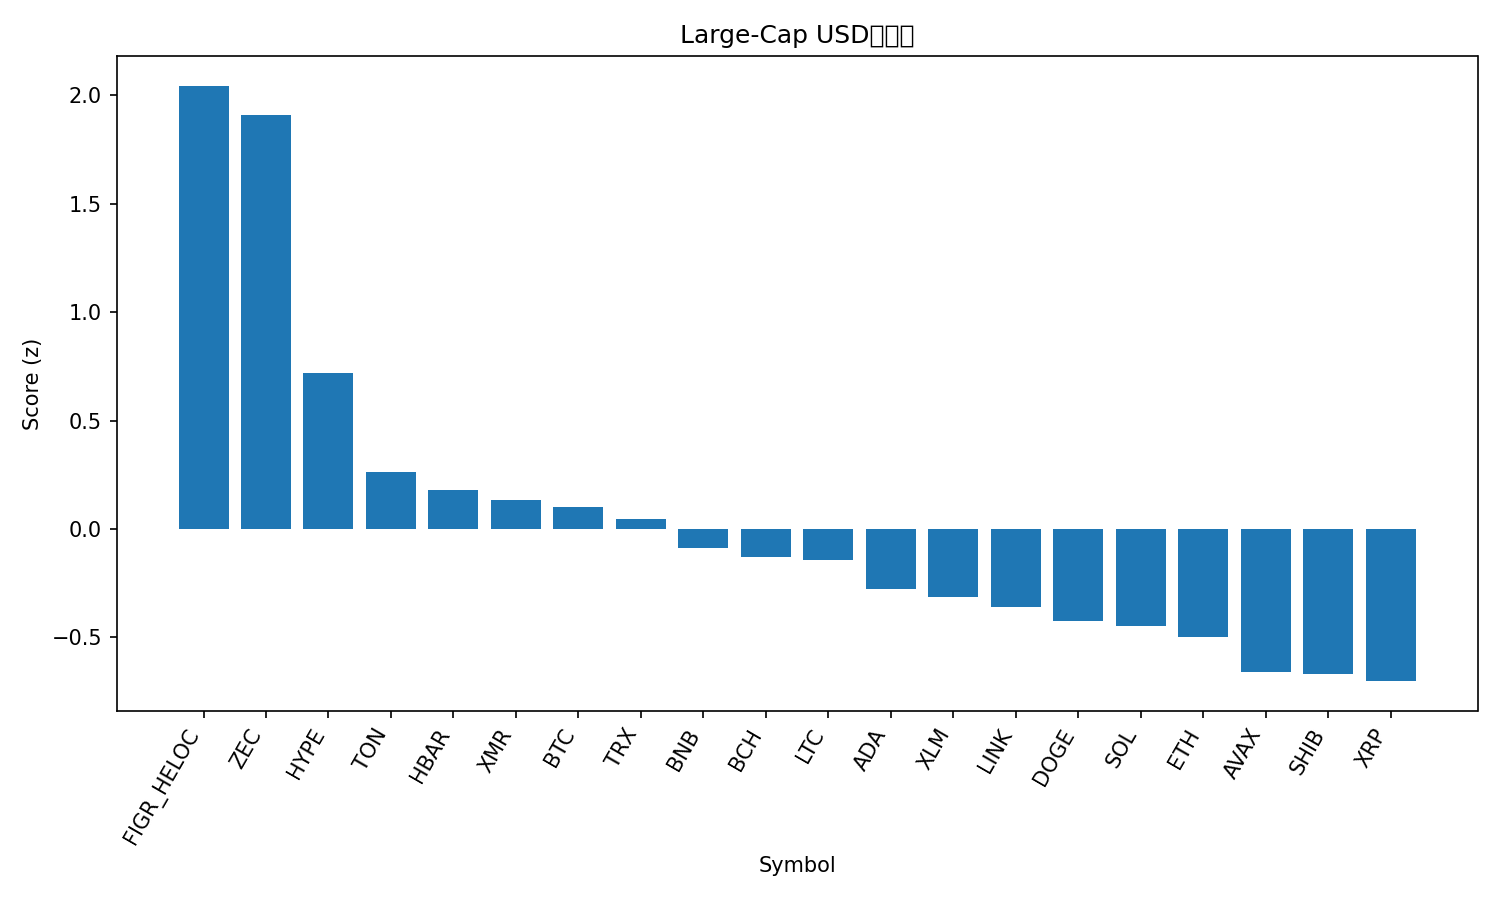 Large-Cap USD
Score (z)
2.0
1.5
1.0
0.5
0.0
−0.5
FIGR_HELOC
ZEC
HYPE
TON
HBAR
XMR
BTC
TRX
BNB
BCH
LTC
ADA
XLM
LINK
DOGE
SOL
ETH
AVAX
SHIB
XRP
Symbol